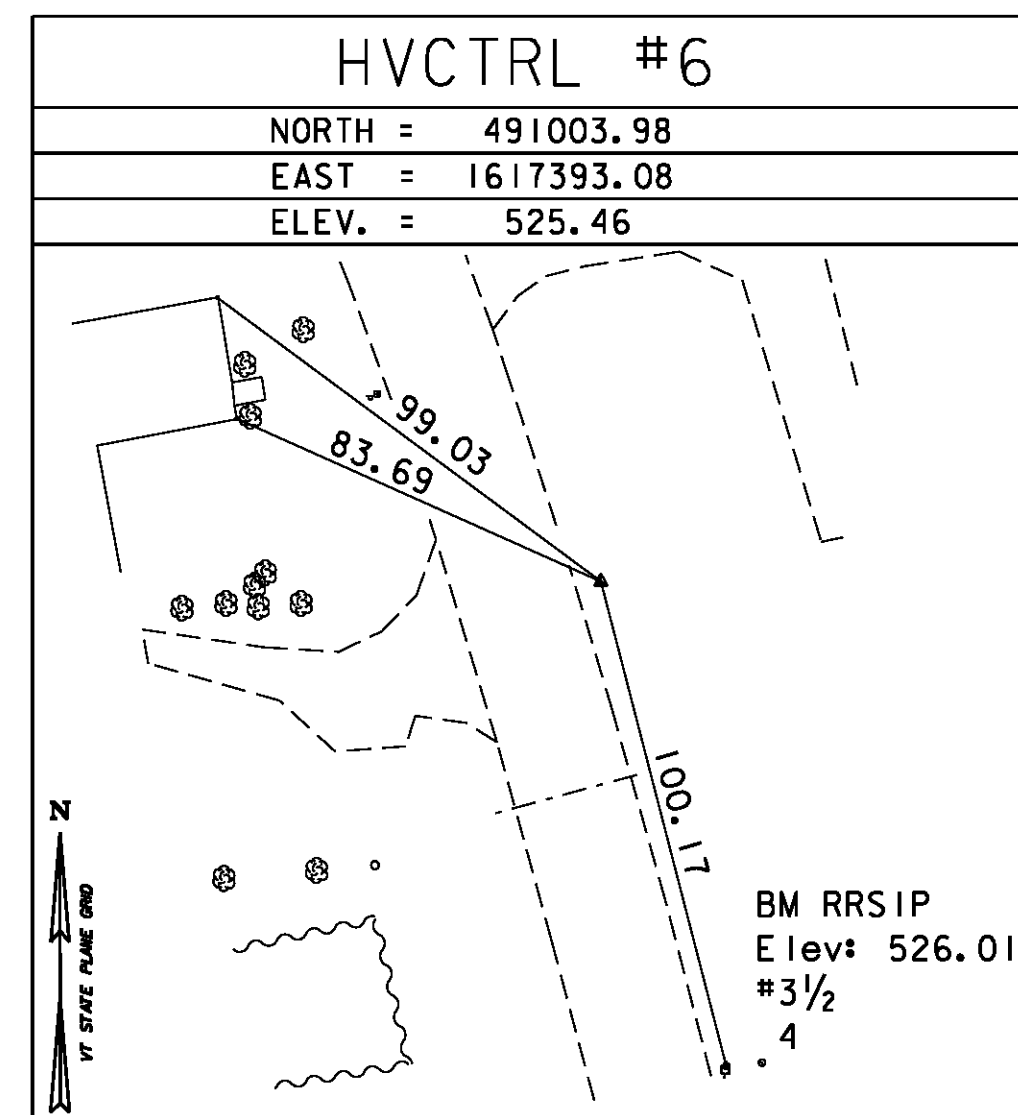 HVCTRL #6
NORTH = 491003.98
EAST = 1617393.08
ELEV. = 525.46
99.03
83.69
100.17
N
VT STATE PLANE GRID
BM RRSIP
Elev: 526.01
#3½
4